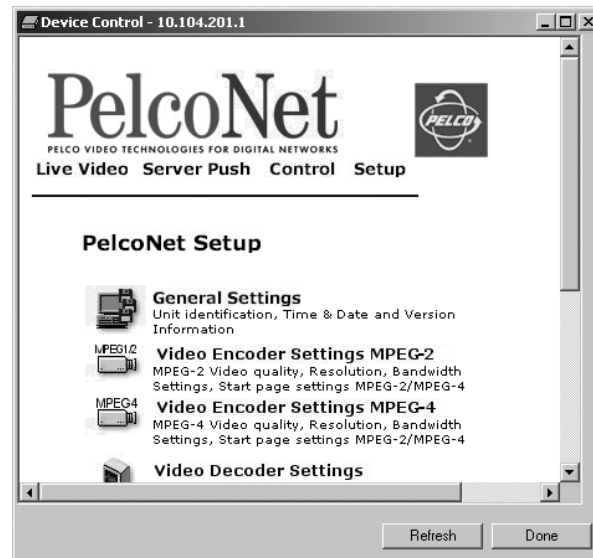 Device Control - 10.104.201.1
PelcoNet
PELCO VIDEO TECHNOLOGIES FOR DIGITAL NETWORKS
PELCO
Live Video Server Push Control Setup
PelcoNet Setup
General Settings
Unit identification, Time & Date and Version
Information
MPEG1/2
Video Encoder Settings MPEG-2
MPEG-2 Video quality, Resolution, Bandwidth
Settings, Start page settings MPEG-2/MPEG-4
MPEG4
Video Encoder Settings MPEG-4
MPEG-4 Video quality, Resolution, Bandwidth
Settings, Start page settings MPEG-2/MPEG-4
Video Decoder Settings
Refresh
Done